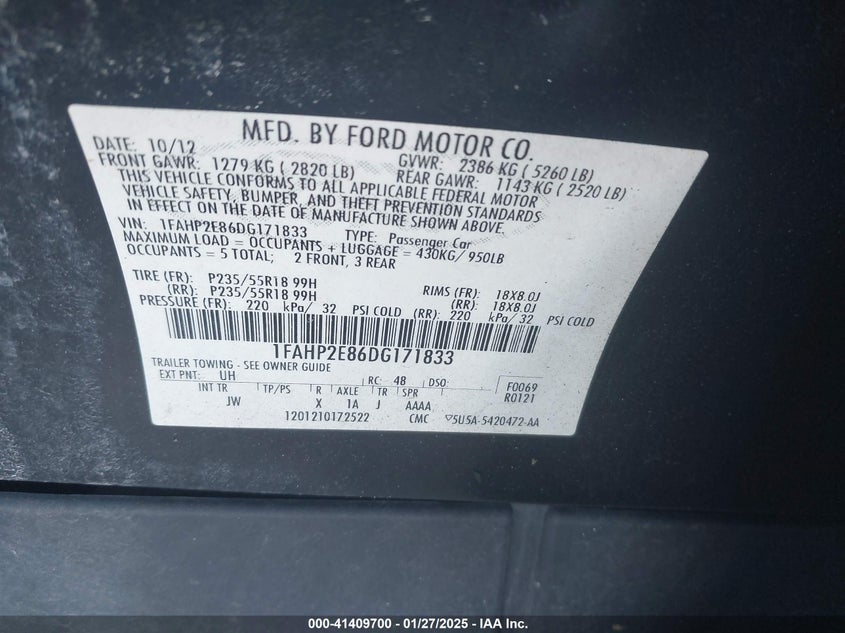 MFD. BY FORD MOTOR CO.
DATE: 10/12 GVWR: 2386 KG ( 5260 LB)
FRONT GAWR: 1279 KG ( 2820 LB) REAR GAWR: 1143 KG ( 2520 LB)
THIS VEHICLE CONFORMS TO ALL APPLICABLE FEDERAL MOTOR
VEHICLE SAFETY, BUMPER, AND THEFT PREVENTION STANDARDS
IN EFFECT ON THE DATE OF MANUFACTURE SHOWN ABOVE.
VIN: 1FAHP2E86DG171833 TYPE: Passenger Car
MAXIMUM LOAD = OCCUPANTS + LUGGAGE = 430KG/ 950LB
OCCUPANTS = 5 TOTAL; 2 FRONT, 3 REAR
TIRE (FR): P235/55R18 99H RIMS (FR): 18X8.0J
(RR): P235/55R18 99H (RR): 18X8.0J
PRESSURE (FR): 220 kPa/ 32 PSI COLD (RR): 220 kPa/ 32 PSI COLD
1FAHP2E86DG171833
TRAILER TOWING - SEE OWNER GUIDE
EXT PNT: UH RC: 48 DSO: F0069
INT TR TP/PS R AXLE TR SPR R0121
JW X 1A J AAAA
1201210172522 CMC ▽5U5A-5420472-AA
000-41409700 - 01/27/2025 - IAA Inc.